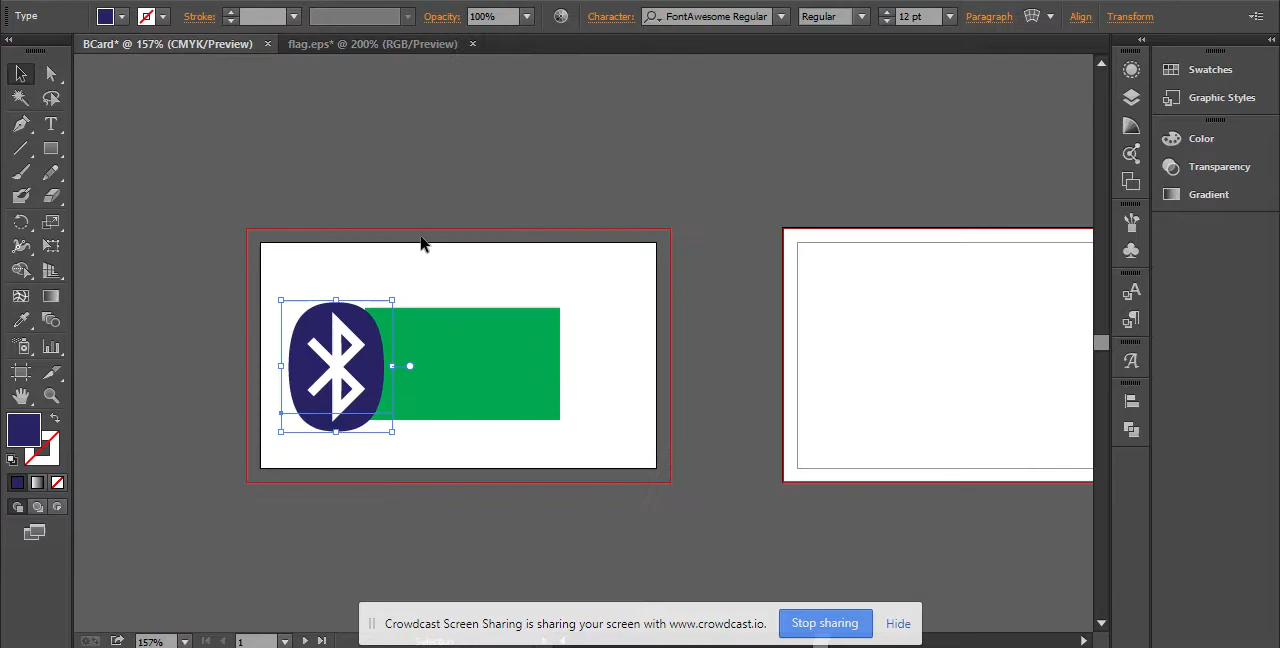 Type Stroke: Opacity: 100% Character: FontAwesome Regular Regular 12 pt Paragraph Align Transform
BCard* @ 157% (CMYK/Preview) × flag.eps* @ 200% (RGB/Preview) ×
Swatches
Graphic Styles
Color
Transparency
Gradient
Crowdcast Screen Sharing is sharing your screen with www.crowdcast.io. Stop sharing Hide
157% 1 Selection